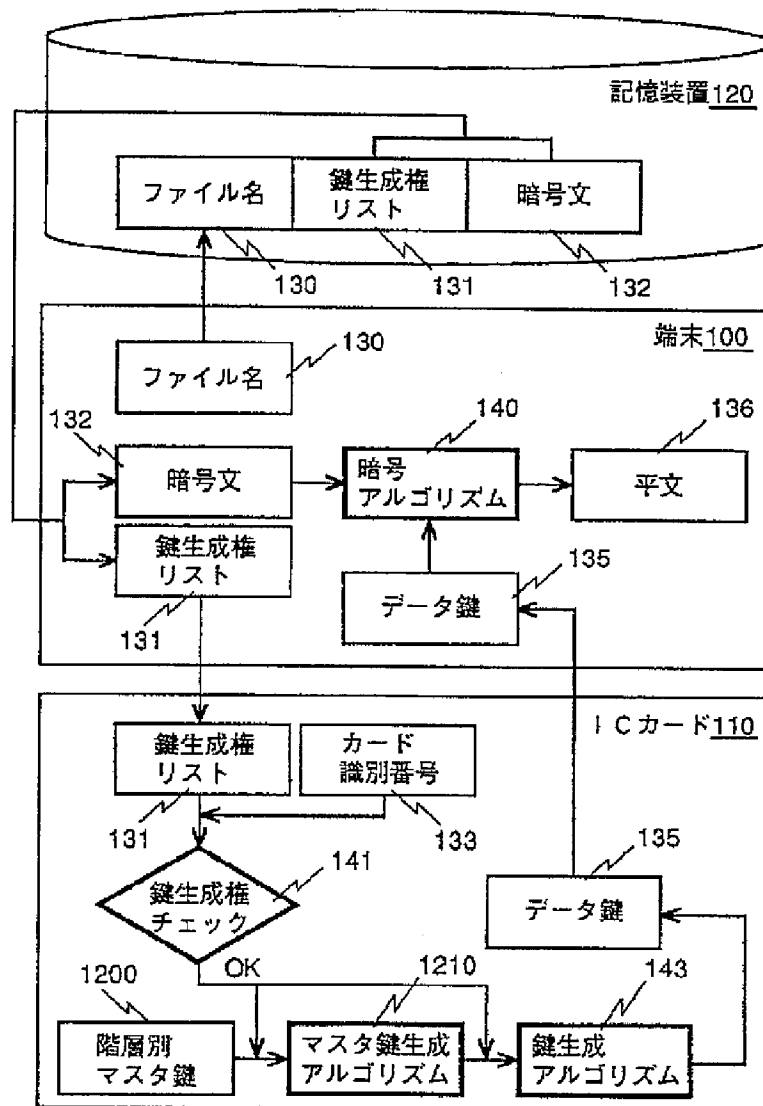 記憶装置120
ファイル名
鍵生成権
リスト
暗号文
130
131
132
端末100
ファイル名
130
132
暗号文
140
暗号
アルゴリズム
136
平文
鍵生成権
リスト
131
データ鍵
135
ICカード110
鍵生成権
リスト
131
カード
識別番号
133
鍵生成権
チェック
141
OK
135
データ鍵
1200
階層別
マスタ鍵
1210
マスタ鍵生成
アルゴリズム
143
鍵生成
アルゴリズム